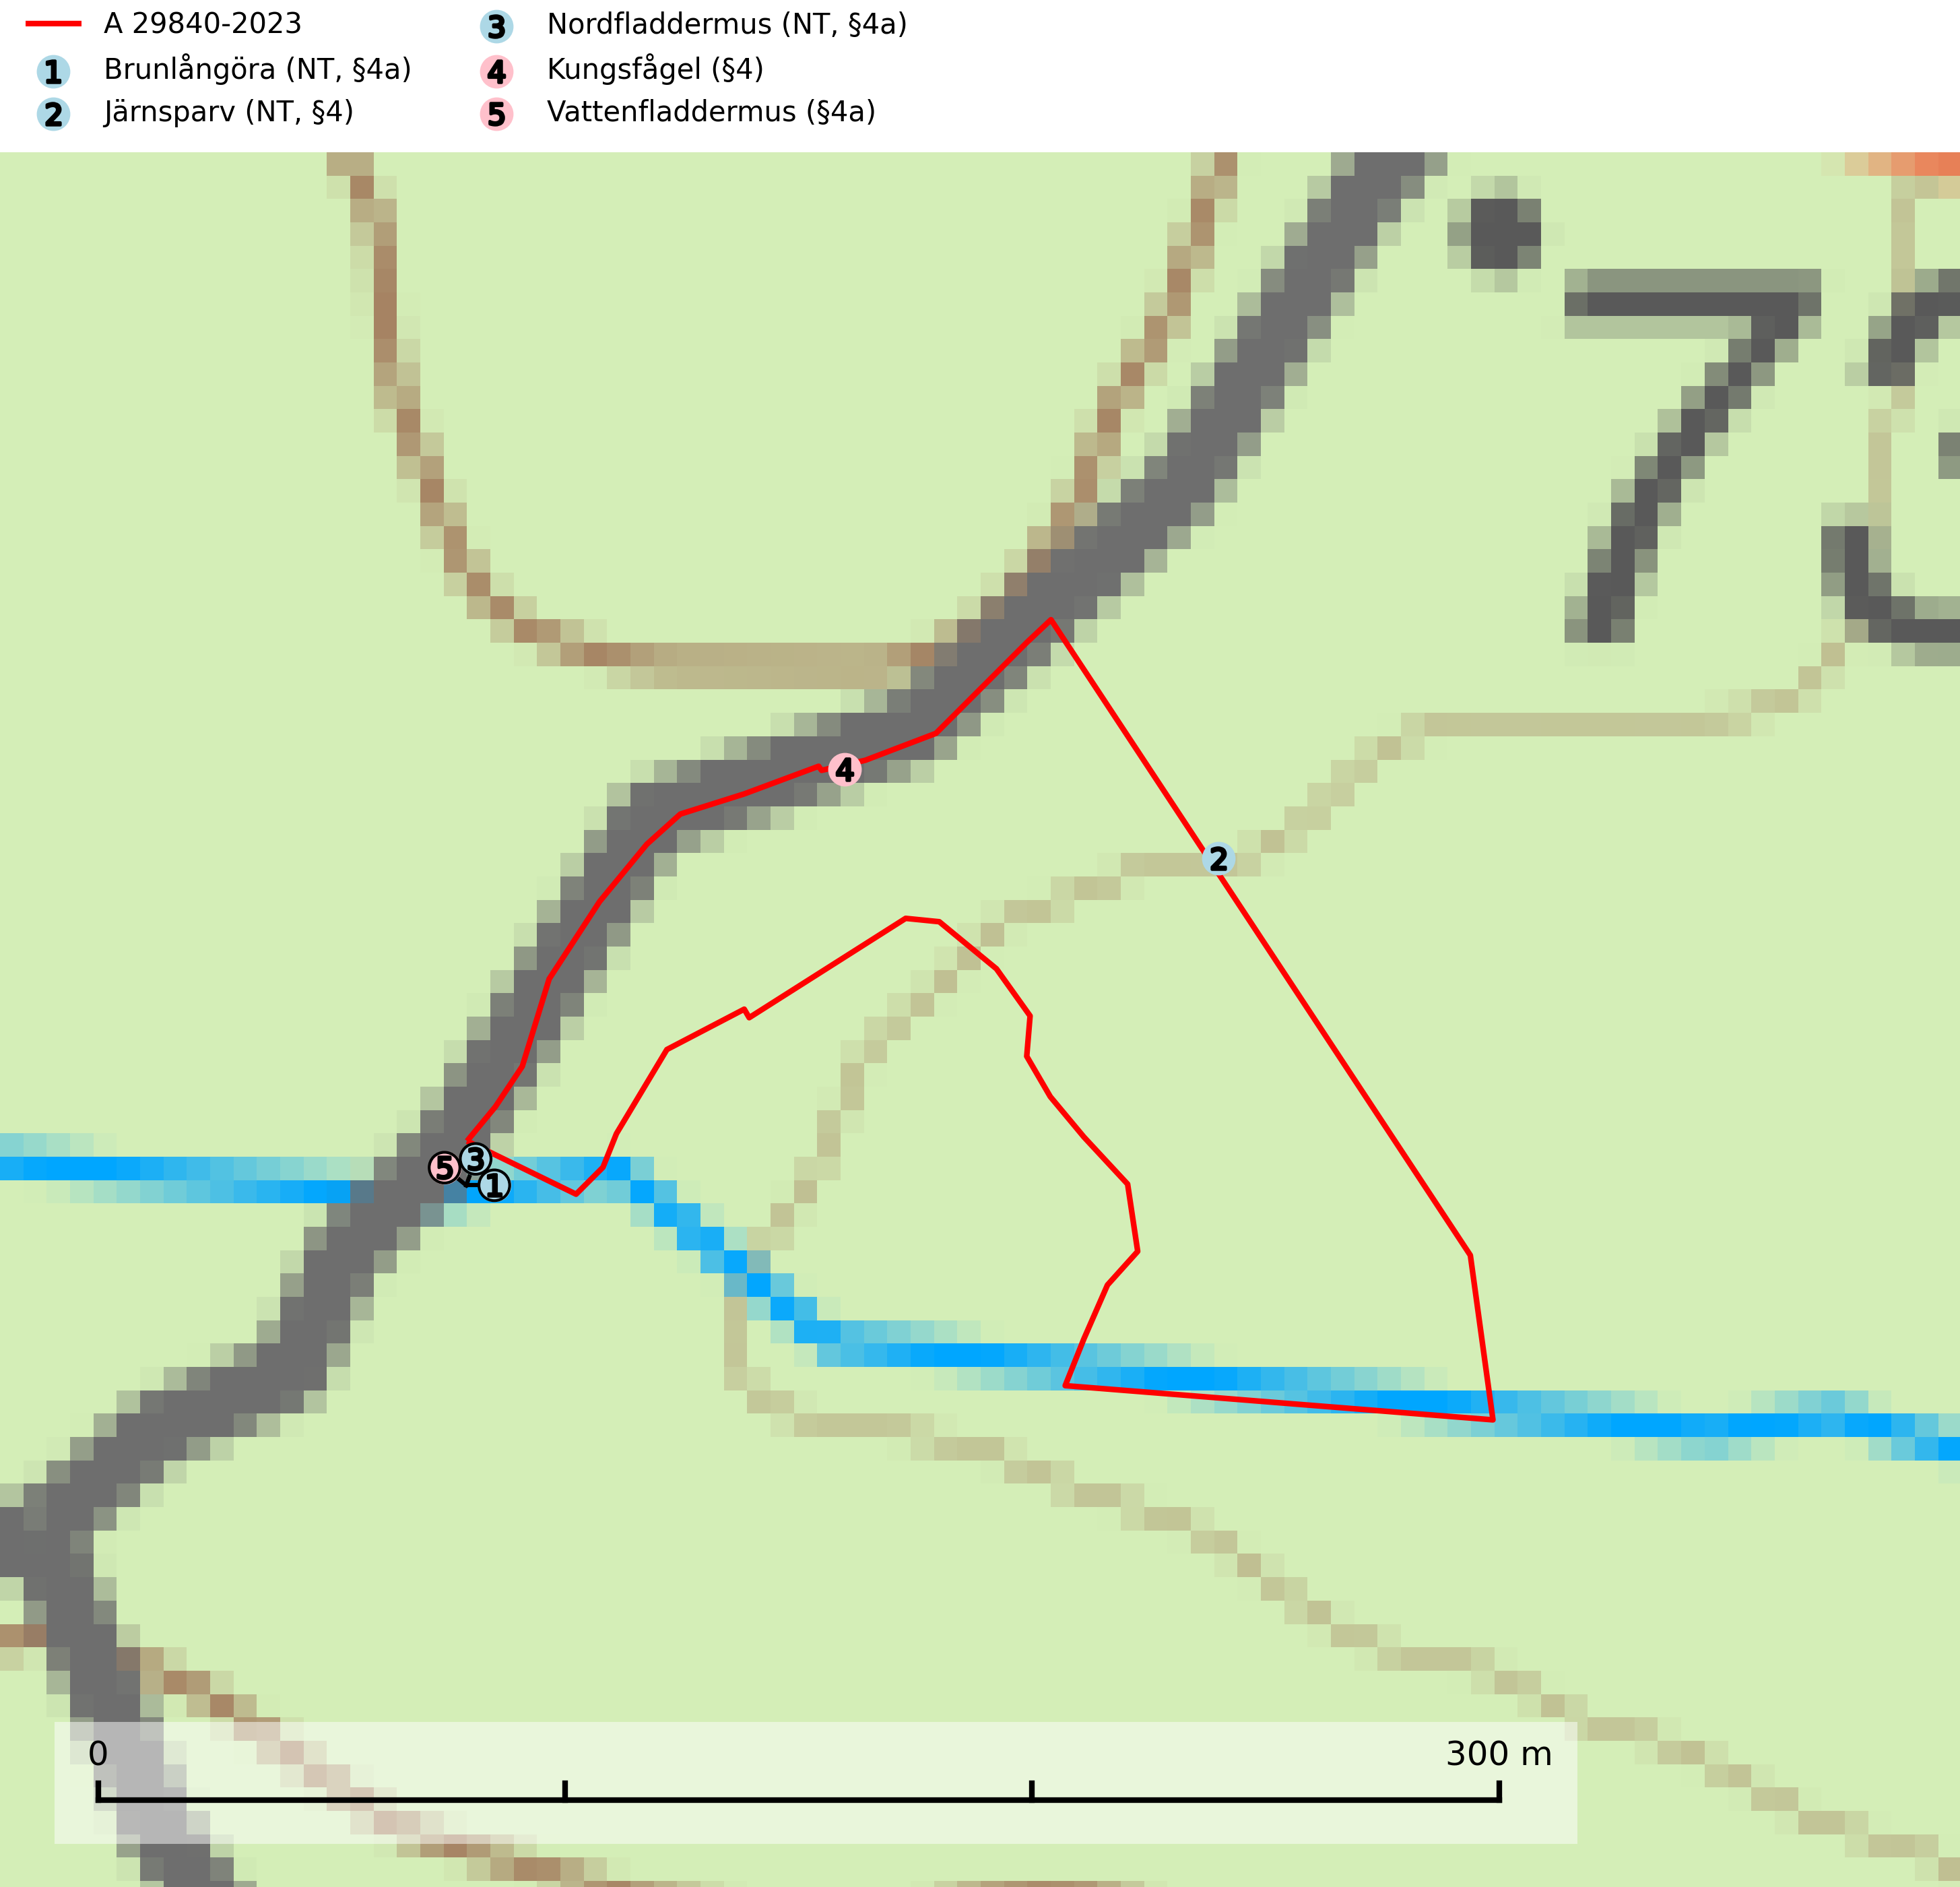 A 29840-2023
1 Brunlångöra (NT, §4a)
2 Järnsparv (NT, §4)
3 Nordfladdermus (NT, §4a)
4 Kungsfågel (§4)
5 Vattenfladdermus (§4a)
4
2
5 3
1
0 300 m